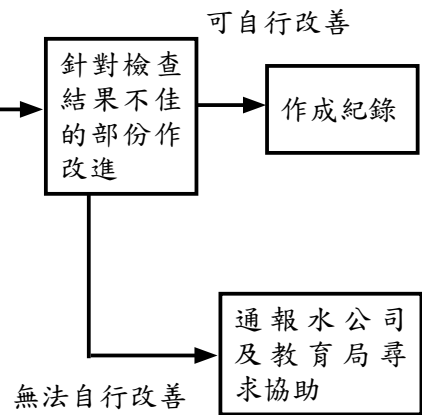 可自行改善
針對檢查
結果不佳
的部份作
改進
作成紀錄
通報水公司
及教育局尋
求協助
無法自行改善